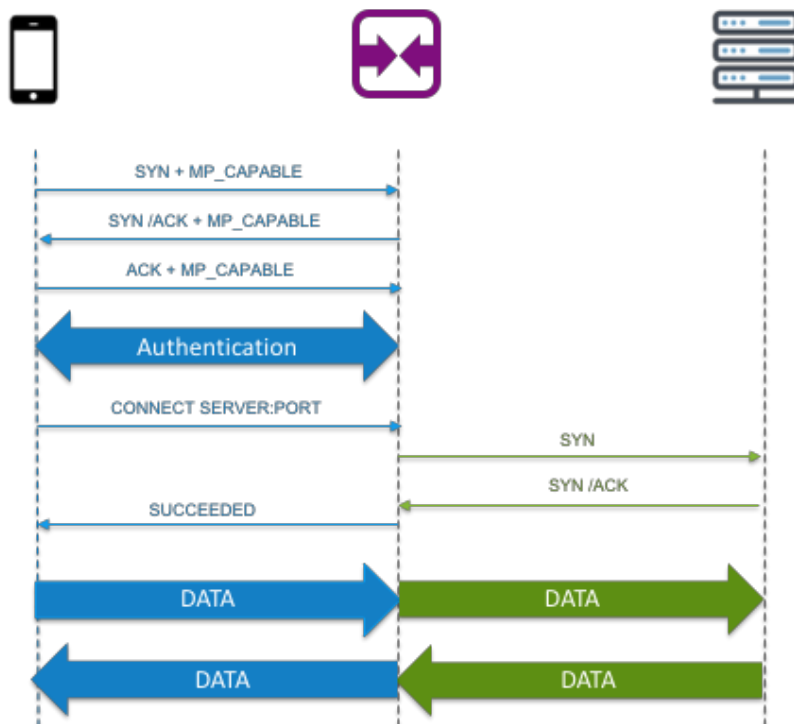 SYN + MP_CAPABLE
SYN /ACK + MP_CAPABLE
ACK + MP_CAPABLE
Authentication
CONNECT SERVER:PORT
SYN
SYN /ACK
SUCCEEDED
DATA
DATA
DATA
DATA